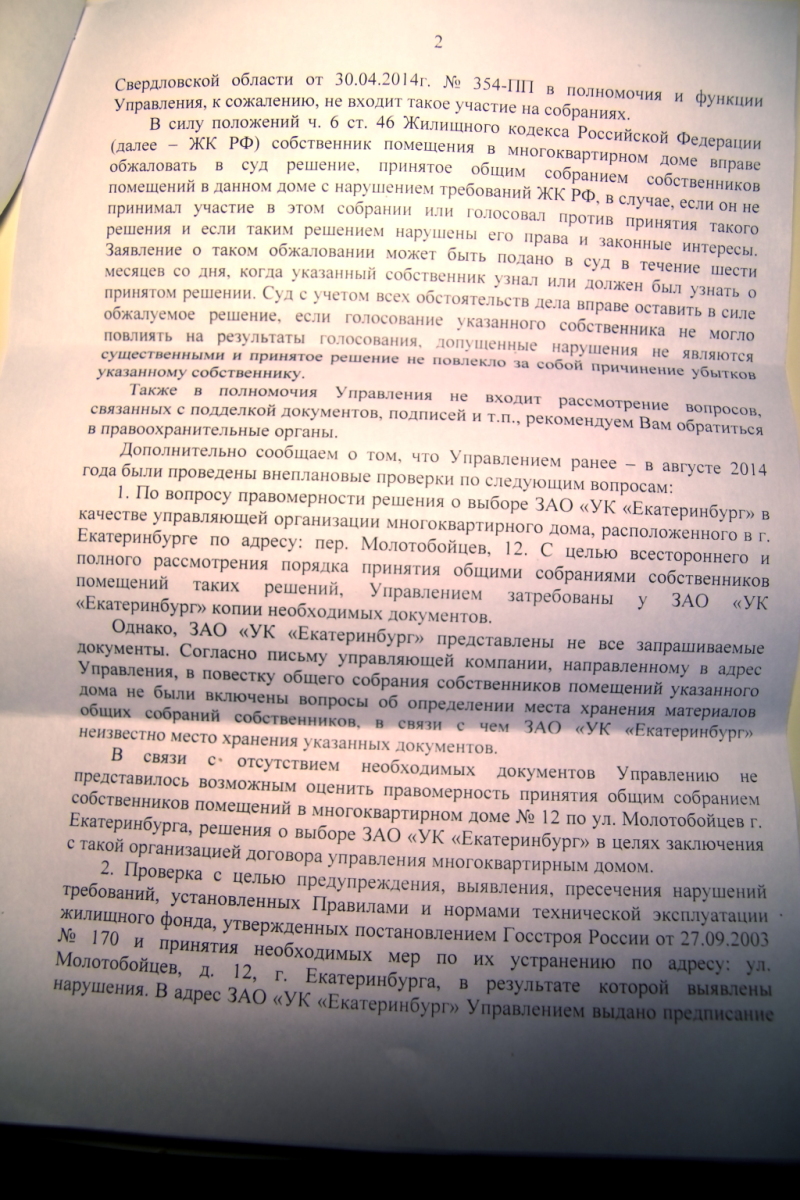 2
Свердловской области от 30.04.2014г. № 354-ПП в полномочия и функции
Управления, к сожалению, не входит такое участие на собраниях.
В силу положений ч. 6 ст. 46 Жилищного кодекса Российской Федерации
(далее – ЖК РФ) собственник помещения в многоквартирном доме вправе
обжаловать в суд решение, принятое общим собранием собственников
помещений в данном доме с нарушением требований ЖК РФ, в случае, если он не
принимал участие в этом собрании или голосовал против принятия такого
решения и если таким решением нарушены его права и законные интересы.
Заявление о таком обжаловании может быть подано в суд в течение шести
месяцев со дня, когда указанный собственник узнал или должен был узнать о
принятом решении. Суд с учетом всех обстоятельств дела вправе оставить в силе
обжалуемое решение, если голосование указанного собственника не могло
повлиять на результаты голосования, допущенные нарушения не являются
существенными и принятое решение не повлекло за собой причинение убытков
указанному собственнику.
Также в полномочия Управления не входит рассмотрение вопросов,
связанных с подделкой документов, подписей и т.п., рекомендуем Вам обратиться
в правоохранительные органы.
Дополнительно сообщаем о том, что Управлением ранее – в августе 2014
года были проведены внеплановые проверки по следующим вопросам:
1. По вопросу правомерности решения о выборе ЗАО «УК «Екатеринбург» в
качестве управляющей организации многоквартирного дома, расположенного в г.
Екатеринбурге по адресу: пер. Молотобойцев, 12. С целью всестороннего и
полного рассмотрения порядка принятия общими собраниями собственников
помещений таких решений, Управлением затребованы у ЗАО «УК
«Екатеринбург» копии необходимых документов.
Однако, ЗАО «УК «Екатеринбург» представлены не все запрашиваемые
документы. Согласно письму управляющей компании, направленному в адрес
Управления, в повестку общего собрания собственников помещений указанного
дома не были включены вопросы об определении места хранения материалов
общих собраний собственников, в связи с чем ЗАО «УК «Екатеринбург»
неизвестно место хранения указанных документов.
В связи с отсутствием необходимых документов Управлению не
представилось возможным оценить правомерность принятия общим собранием
собственников помещений в многоквартирном доме № 12 по ул. Молотобойцев г.
Екатеринбурга, решения о выборе ЗАО «УК «Екатеринбург» в целях заключения
с такой организацией договора управления многоквартирным домом.
2. Проверка с целью предупреждения, выявления, пресечения нарушений
требований, установленных Правилами и нормами технической эксплуатации
жилищного фонда, утвержденных постановлением Госстроя России от 27.09.2003
№ 170 и принятия необходимых мер по их устранению по адресу: ул.
Молотобойцев, д. 12, г. Екатеринбурга, в результате которой выявлены
нарушения. В адрес ЗАО «УК «Екатеринбург» Управлением выдано предписание